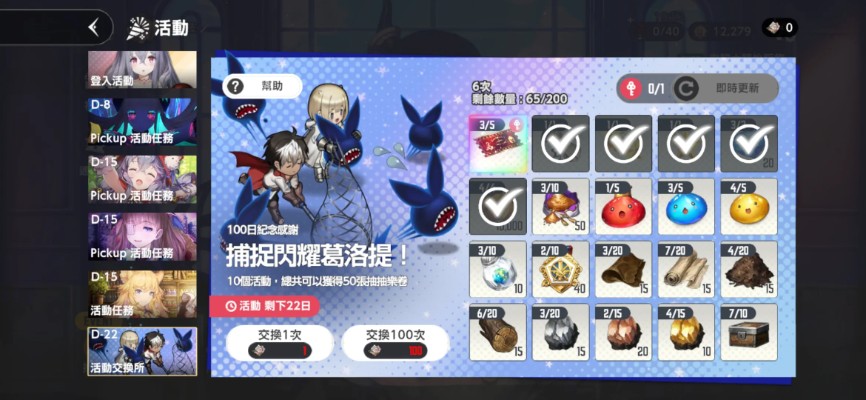 活動
0/40
12,279
0
登入活動
D-8
Pickup 活動任務
D-15
Pickup 活動任務
D-15
Pickup 活動任務
D-15
活動任務
D-22
活動交換所
? 幫助
100日紀念感謝
捕捉閃耀葛洛提！
10個活動，總共可以獲得50張抽抽樂卷
活動 剩下22日
交換1次
1
交換100次
100
6次
剩餘數量：65/200
0/1
即時更新
3/5
20
3/10
50
1/5
3/5
4/5
3/10
10
2/10
40
3/20
15
7/20
15
4/20
15
6/20
15
3/20
15
2/15
20
4/15
10
7/10